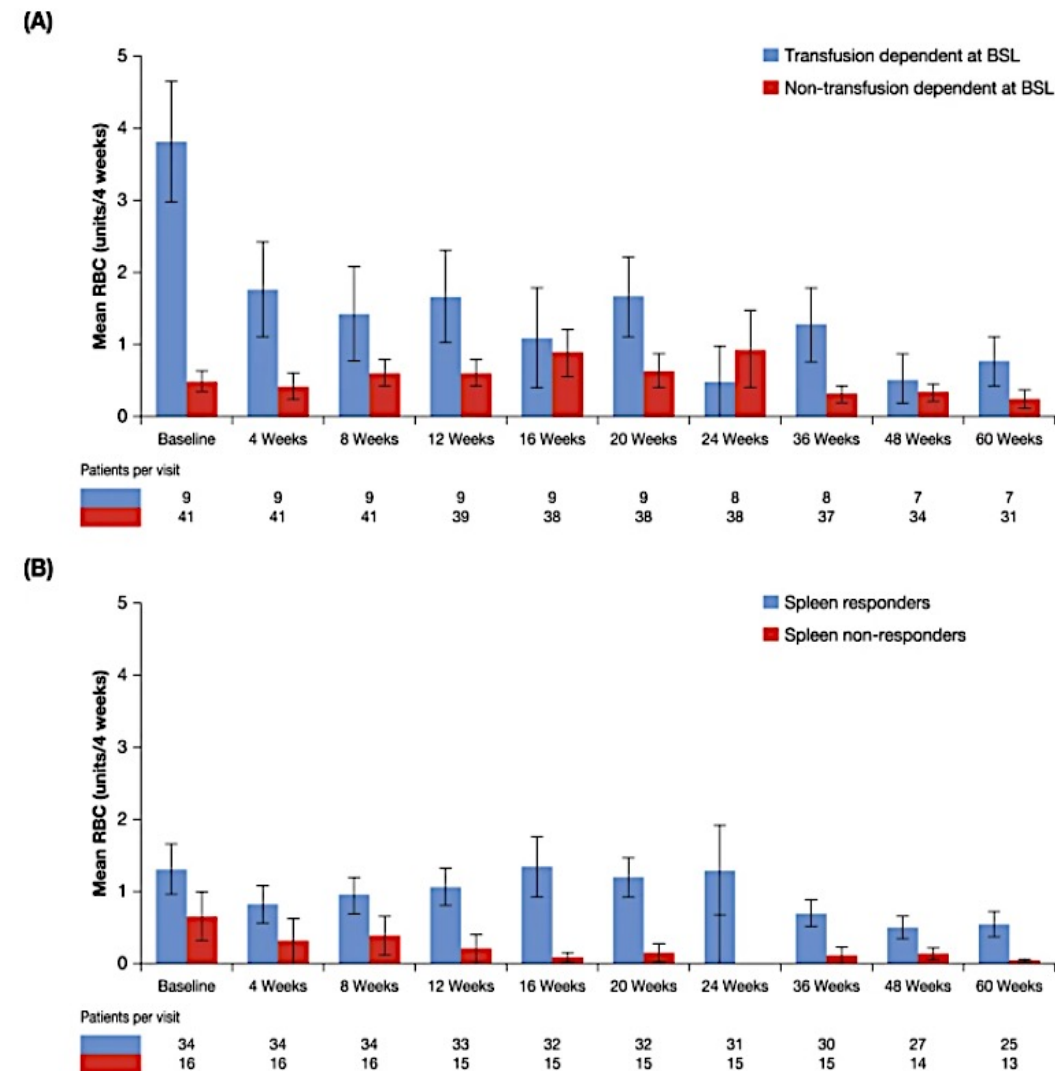 (A)
5
Transfusion dependent at BSL
Non-transfusion dependent at BSL
4
3
2
1
0
Mean RBC (units/4 weeks)
Baseline 4 Weeks 8 Weeks 12 Weeks 16 Weeks 20 Weeks 24 Weeks 36 Weeks 48 Weeks 60 Weeks
Patients per visit
9 9 9 9 9 9 8 8 7 7
41 41 41 39 38 38 38 37 34 31
(B)
5
Spleen responders
Spleen non-responders
4
3
2
1
0
Mean RBC (units/4 weeks)
Baseline 4 Weeks 8 Weeks 12 Weeks 16 Weeks 20 Weeks 24 Weeks 36 Weeks 48 Weeks 60 Weeks
Patients per visit
34 34 34 33 32 32 31 30 27 25
16 16 16 15 15 15 15 15 14 13